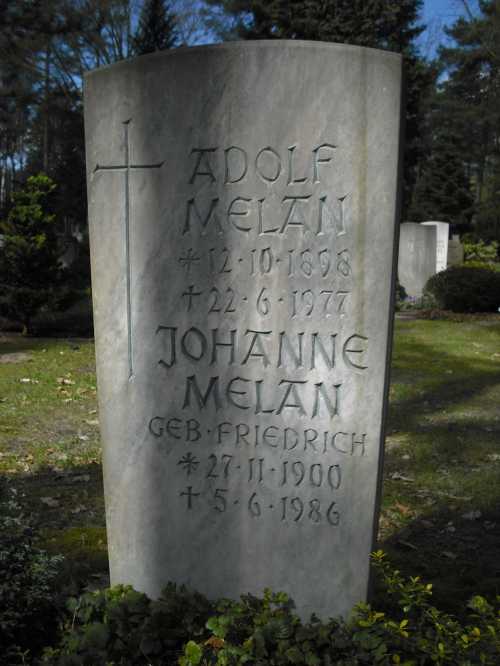 ADOLF
MELAN
* 12·10·1898
† 22·6·1977
JOHANNE
MELAN
GEB·FRIEDRICH
* 27·11·1900
† 5·6·1986